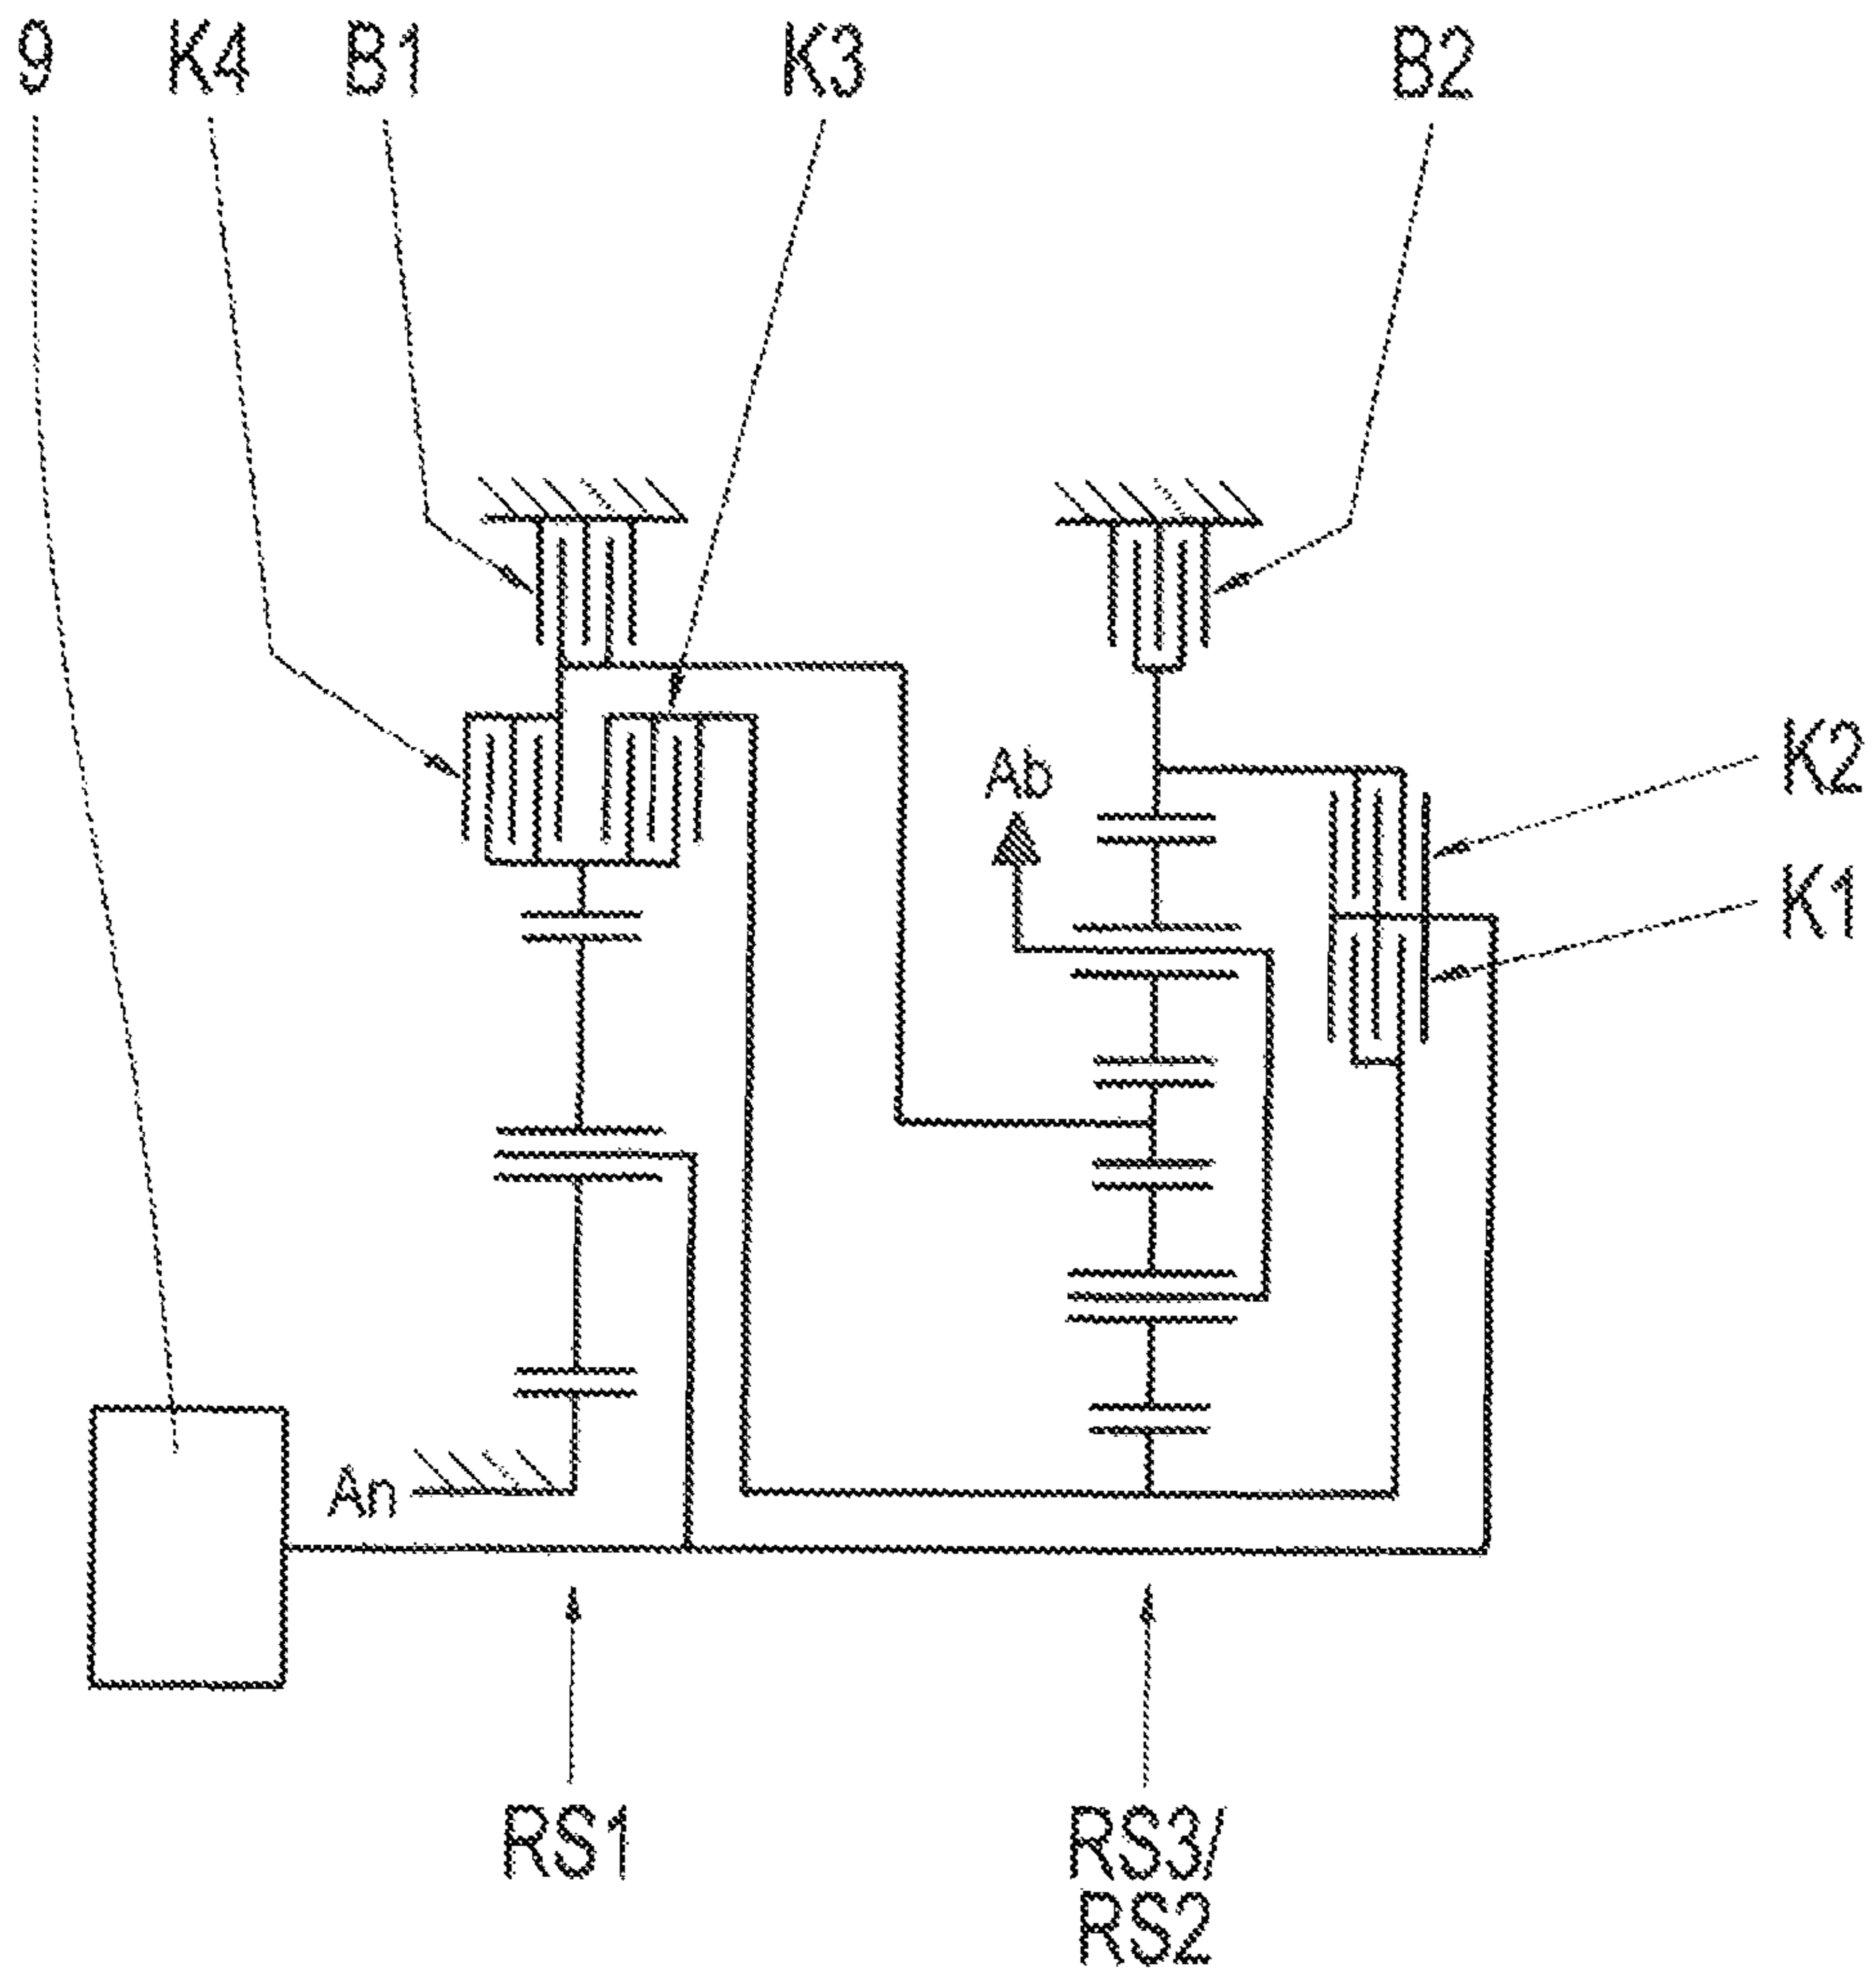 9 K4 B1 K3 B2
Ab
K2
K1
An
RS1
RS3/
RS2